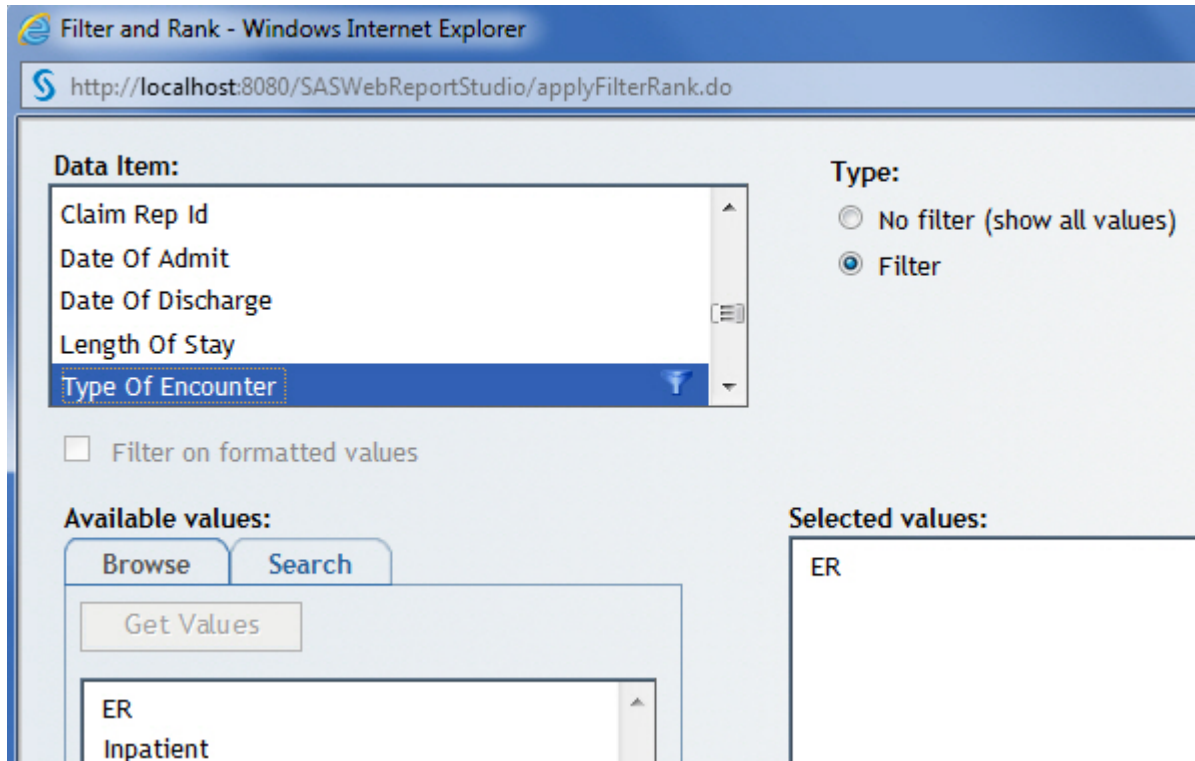 Filter and Rank - Windows Internet Explorer
http://localhost:8080/SASWebReportStudio/applyFilterRank.do
Data Item:
Claim Rep Id
Date Of Admit
Date Of Discharge
Length Of Stay
Type Of Encounter
Type:
No filter (show all values)
Filter
Filter on formatted values
Available values:
Browse
Search
Get Values
ER
Inpatient
Selected values:
ER